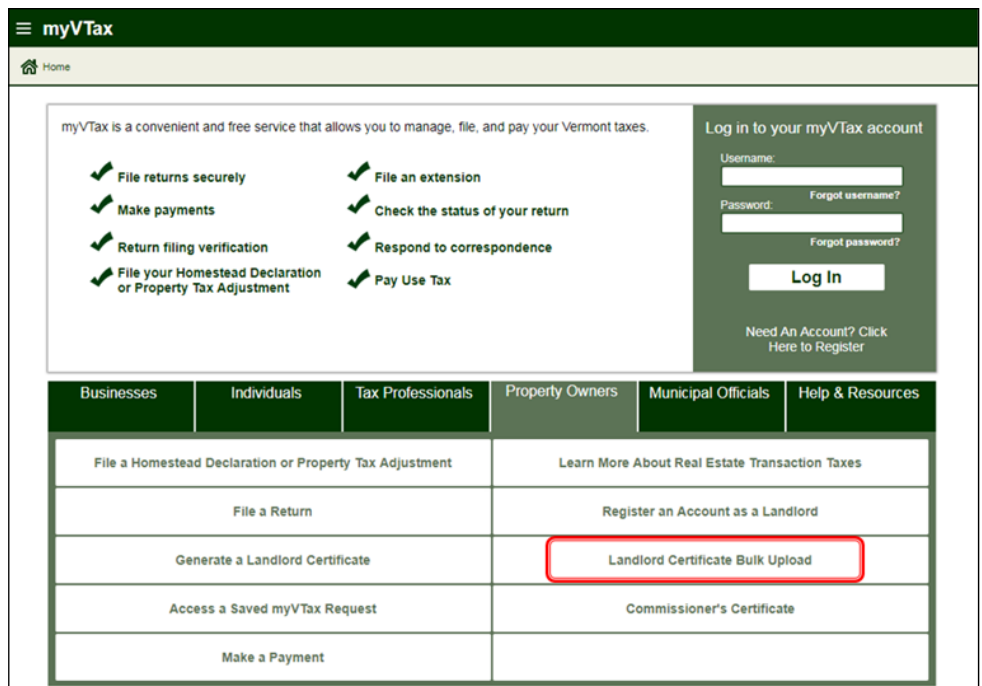 myVTax
Home
myVTax is a convenient and free service that allows you to manage, file, and pay your Vermont taxes.
File returns securely
File an extension
Make payments
Check the status of your return
Return filing verification
Respond to correspondence
File your Homestead Declaration
or Property Tax Adjustment
Pay Use Tax
Log in to your myVTax account
Username:
Forgot username?
Password:
Forgot password?
Log In
Need An Account? Click
Here to Register
Businesses
Individuals
Tax Professionals
Property Owners
Municipal Officials
Help & Resources
File a Homestead Declaration or Property Tax Adjustment
Learn More About Real Estate Transaction Taxes
File a Return
Register an Account as a Landlord
Generate a Landlord Certificate
Landlord Certificate Bulk Upload
Access a Saved myVTax Request
Commissioner's Certificate
Make a Payment